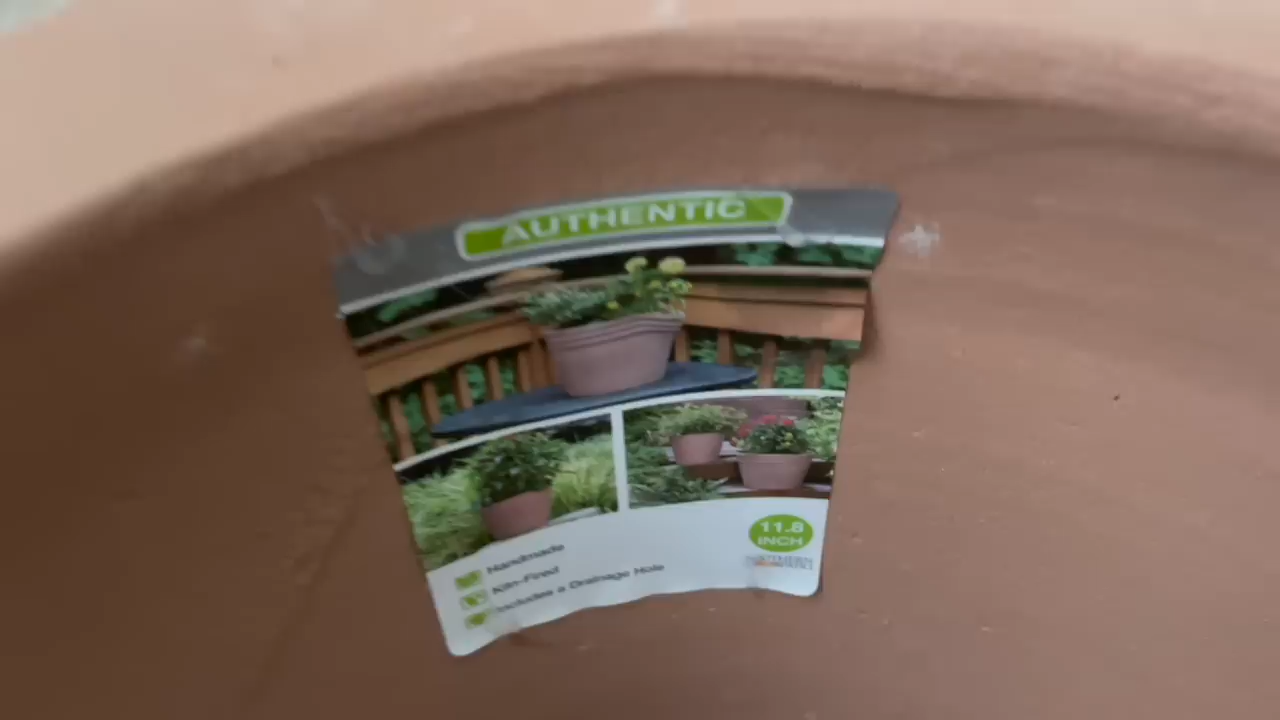 AUTHENTIC
Handmade
Kiln-Fired
Includes a Drainage Hole
11.8
INCH